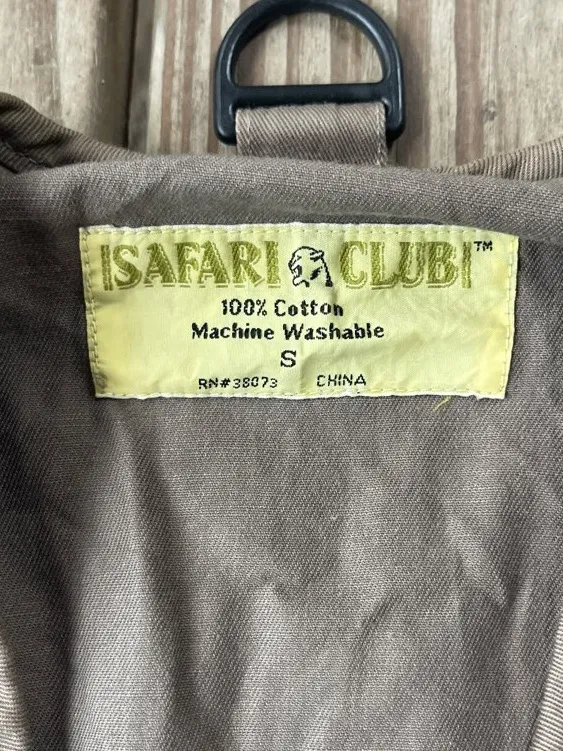 SAFARI CLUB™
100% Cotton
Machine Washable
S
RN#38073 CHINA